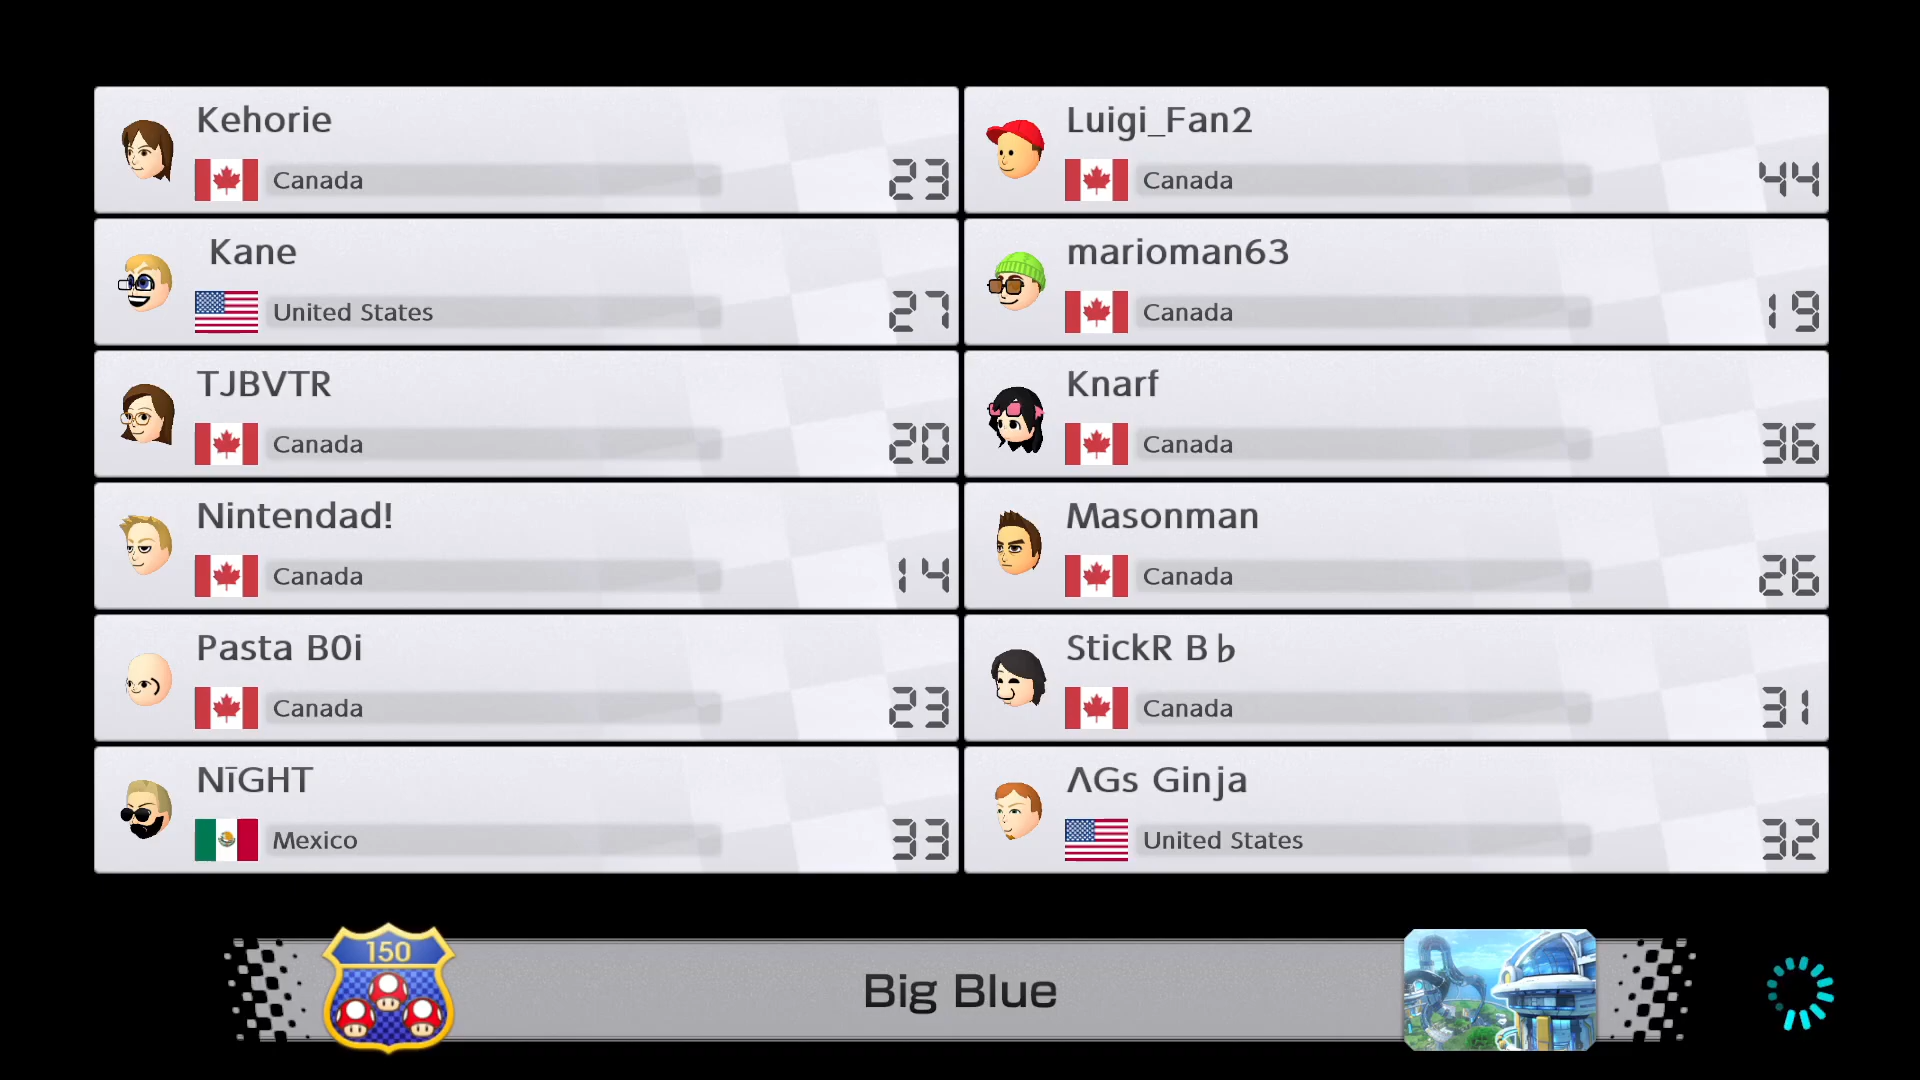 Kehorie
Canada
23
Luigi_Fan2
Canada
44
Kane
United States
27
marioman63
Canada
19
TJBVTR
Canada
20
Knarf
Canada
36
Nintendad!
Canada
14
Masonman
Canada
26
Pasta B0i
Canada
23
StickR B♭
Canada
31
NīGHT
Mexico
33
ΛGs Ginja
United States
32
150
Big Blue